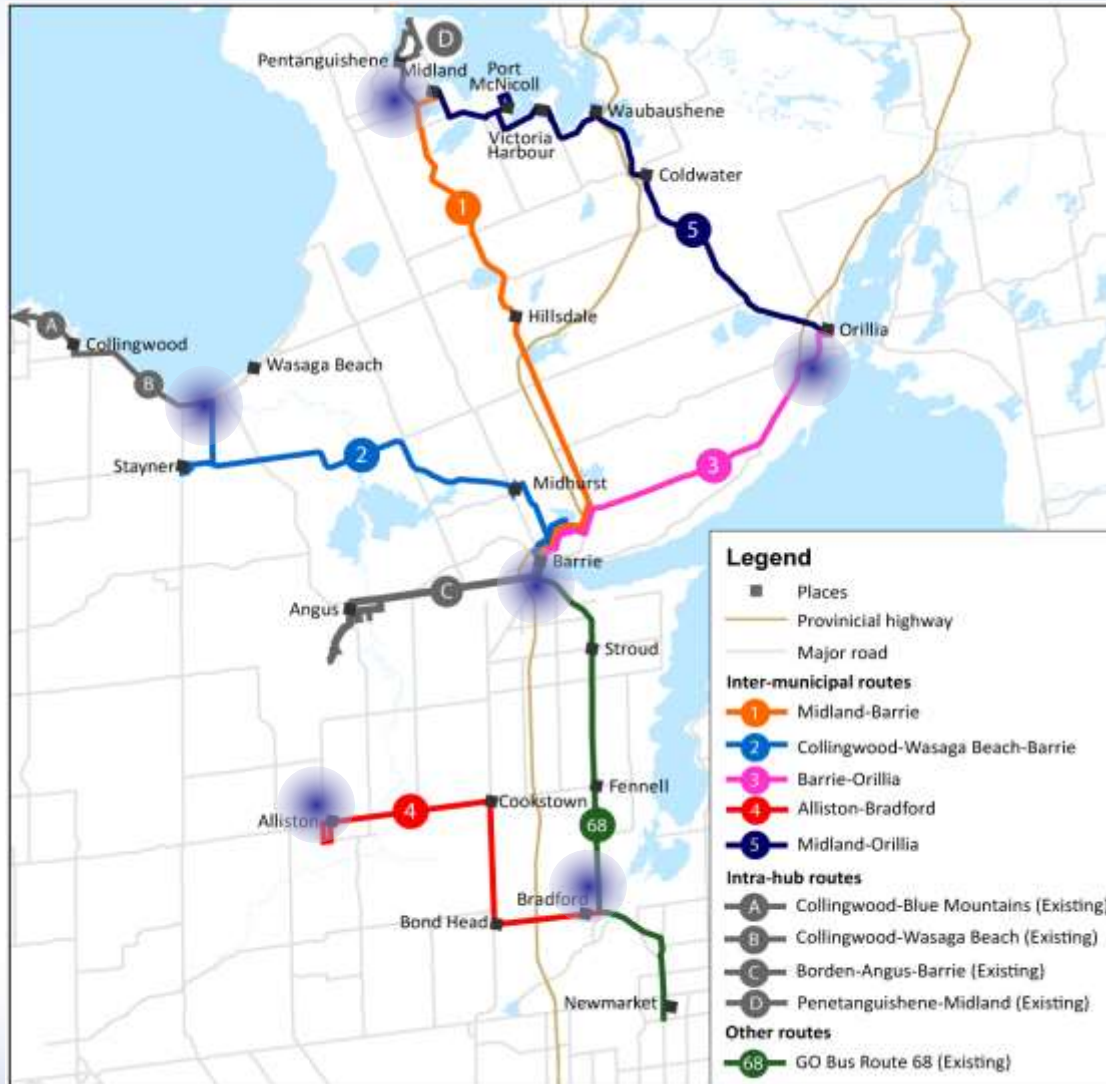 D
Pentanguishene
Midland
Port
McNicoll
Waubaushene
Victoria
Harbour
Coldwater
1
5
Hillsdale
Orillia
A
Collingwood
Wasaga Beach
B
Stayner
2
3
Midhurst
Barrie
C
Angus
Stroud
Fennell
Cookstown
4
Alliston
68
Bradford
Bond Head
Newmarket
Legend
Places
Provinicial highway
Major road
Inter-municipal routes
1 Midland-Barrie
2 Collingwood-Wasaga Beach-Barrie
3 Barrie-Orillia
4 Alliston-Bradford
5 Midland-Orillia
Intra-hub routes
A Collingwood-Blue Mountains (Existing)
B Collingwood-Wasaga Beach (Existing)
C Borden-Angus-Barrie (Existing)
D Penetanguishene-Midland (Existing)
Other routes
68 GO Bus Route 68 (Existing)